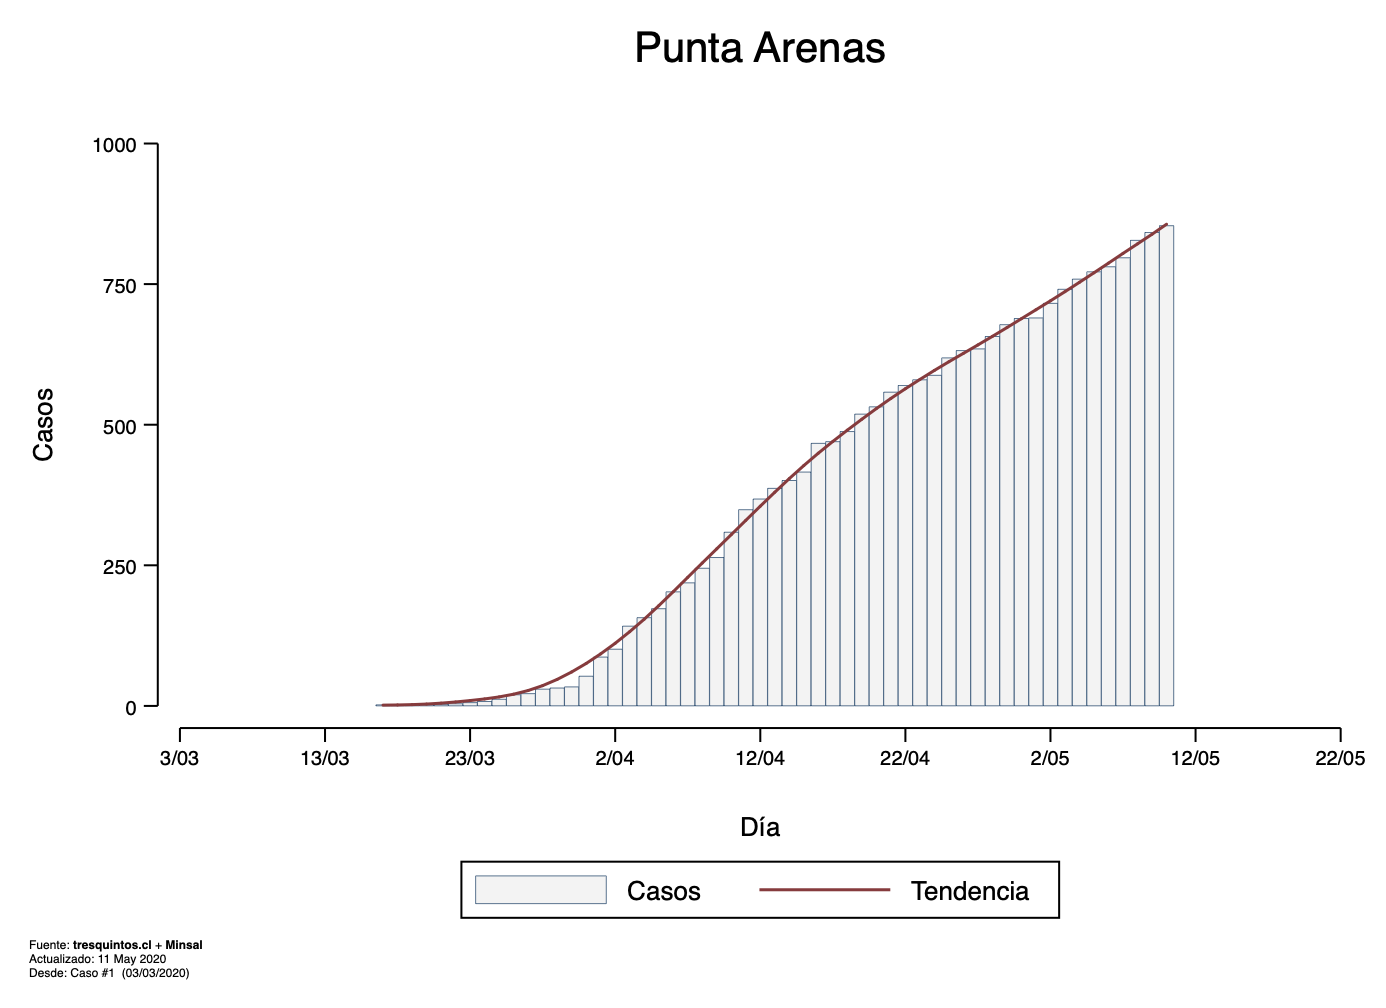 Punta Arenas
1000
750
500
250
0
Casos
3/03 13/03 23/03 2/04 12/04 22/04 2/05 12/05 22/05
Día
Casos Tendencia
Fuente: tresquintos.cl + Minsal
Actualizado: 11 May 2020
Desde: Caso #1 (03/03/2020)